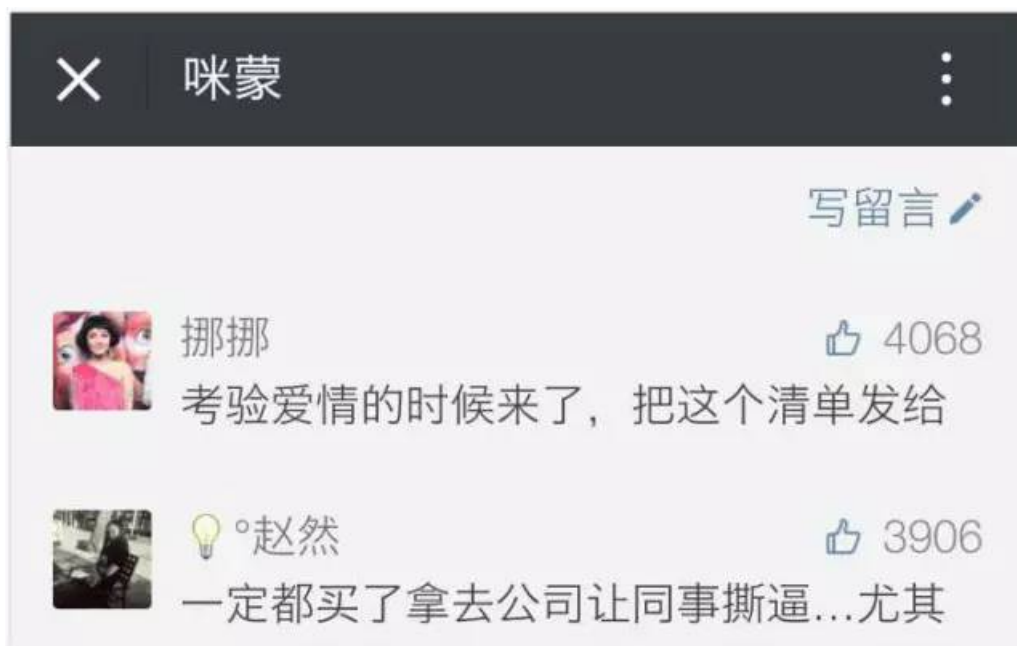 咪蒙
写留言
挪挪 4068
考验爱情的时候来了，把这个清单发给
°赵然 3906
一定都买了拿去公司让同事撕逼...尤其